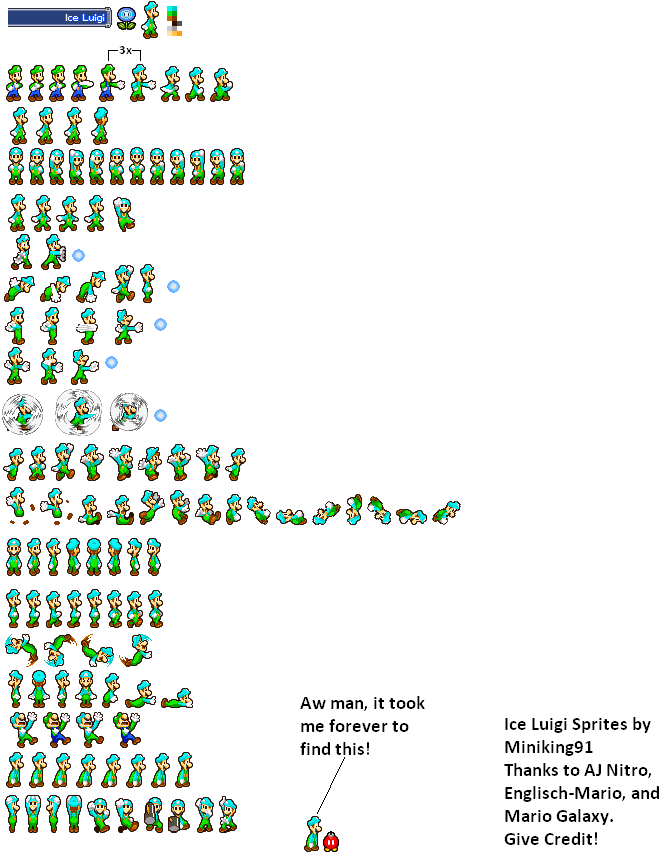 Ice Luigi
3x
Aw man, it took
me forever to
find this!
Ice Luigi Sprites by
Miniking91
Thanks to AJ Nitro,
Englisch-Mario, and
Mario Galaxy.
Give Credit!